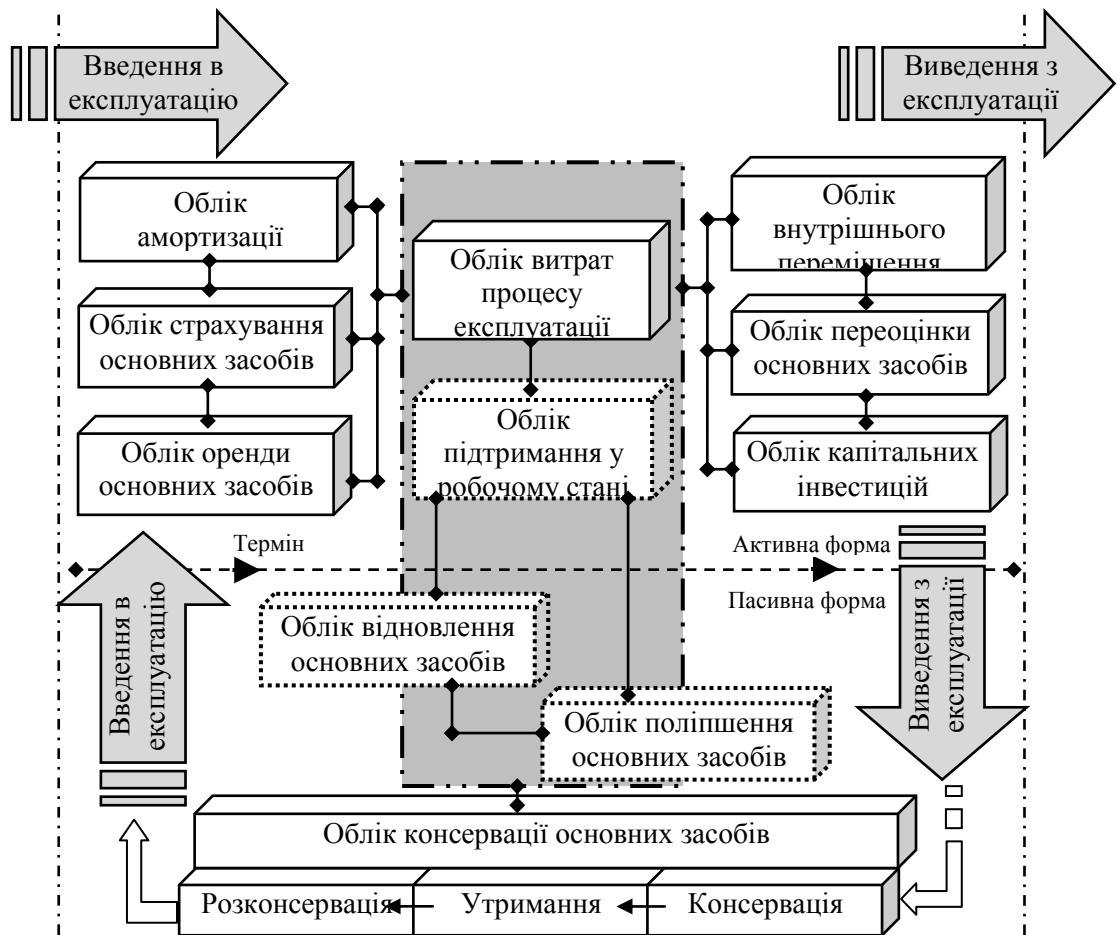 Введення в
експлуатацію
Виведення з
експлуатації
Облік
амортизації
Облік страхування
основних засобів
Облік оренди
основних засобів
Облік витрат
процесу
експлуатації
Облік
підтримання у
робочому стані
Облік
внутрішнього
переміщення
Облік переоцінки
основних засобів
Облік капітальних
інвестицій
Термін
Активна форма
Пасивна форма
Введення в
експлуатацію
Виведення з
експлуатації
Облік відновлення
основних засобів
Облік поліпшення
основних засобів
Облік консервації основних засобів
Розконсервація
Утримання
Консервація